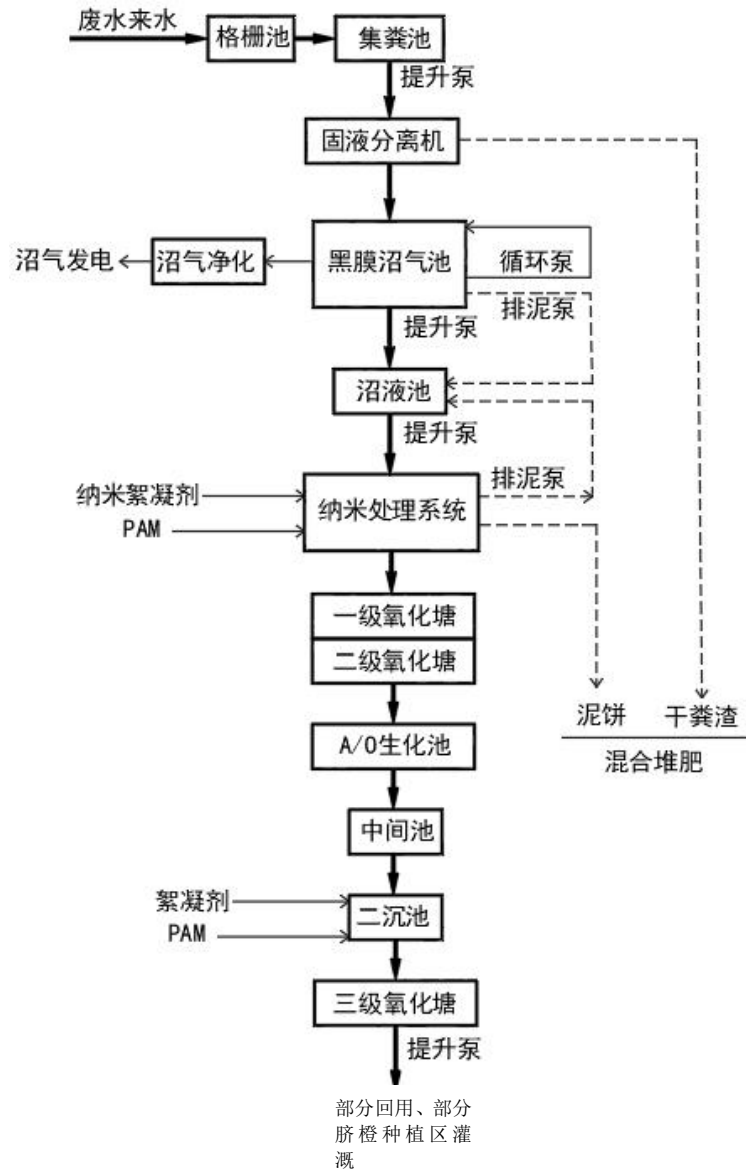 废水来水
格栅池
集粪池
提升泵
固液分离机
沼气发电
沼气净化
黑膜沼气池
循环泵
提升泵
排泥泵
沼液池
提升泵
纳米絮凝剂
PAM
纳米处理系统
排泥泵
一级氧化塘
二级氧化塘
泥饼
干粪渣
混合堆肥
A/O生化池
中间池
絮凝剂
PAM
二沉池
三级氧化塘
提升泵
部分回用、部分
脐橙种植区灌
溉